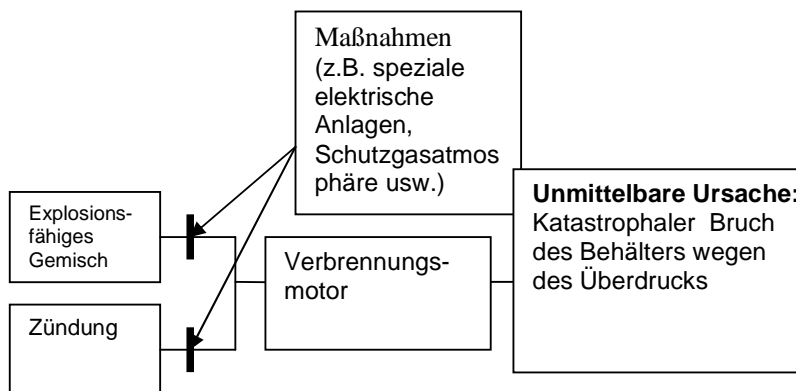 Maßnahmen
(z.B. speziale
elektrische
Anlagen,
Schutzgasatmos
phäre usw.)
Unmittelbare Ursache:
Katastrophaler Bruch
des Behälters wegen
des Überdrucks
Explosions-
fähiges
Gemisch
Verbrennungs-
motor
Zündung